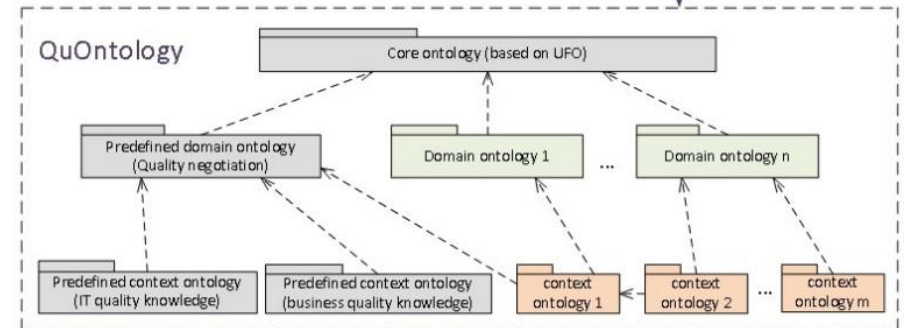 QuOntology
Core ontology (based on UFO)
Predefined domain ontology
(Quality negotiation)
Domain ontology 1
...
Domain ontology n
Predefined context ontology
(IT quality knowledge)
Predefined context ontology
(business quality knowledge)
context
ontology 1
context
ontology 2
...
context
ontology m